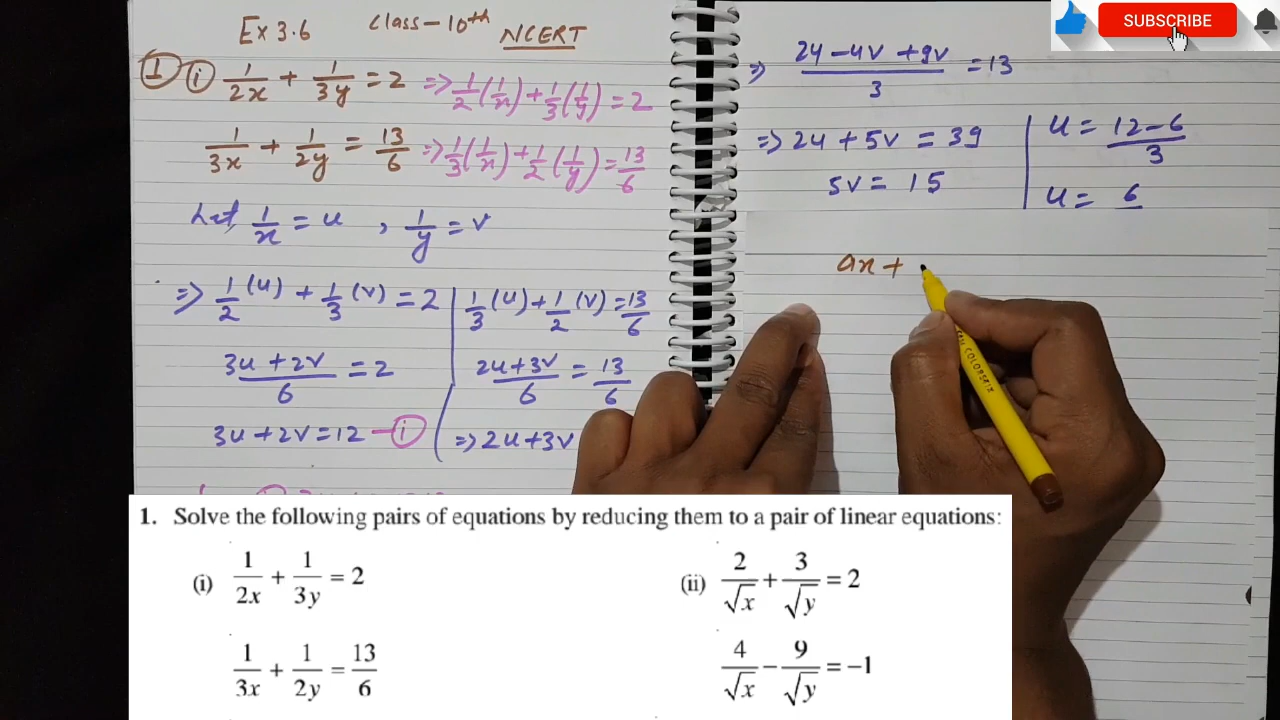 Ex 3.6 Class-10th NCERT
① ⓘ 1/2x + 1/3y = 2 => 1/2(1/x) + 1/3(1/y) = 2
1/3x + 1/2y = 13/6 => 1/3(1/x) + 1/2(1/y) = 13/6
Let 1/x = u , 1/y = v
=> 1/2 (u) + 1/3 (v) = 2 | 1/3 (u) + 1/2 (v) = 13/6
3u + 2v/6 = 2 | 2u+3v/6 = 13/6
3u + 2v = 12 — ⓘ | => 2u + 3v
SUBSCRIBE
=> 24 - 4v + 9v/3 = 13
=> 24 + 5v = 39 | u = 12-6/3
5v = 15 | u = 6
ax +
COLORSPIX
1. Solve the following pairs of equations by reducing them to a pair of linear equations:
(i) 1/2x + 1/3y = 2
1/3x + 1/2y = 13/6
(ii) 2/√x + 3/√y = 2
4/√x - 9/√y = -1